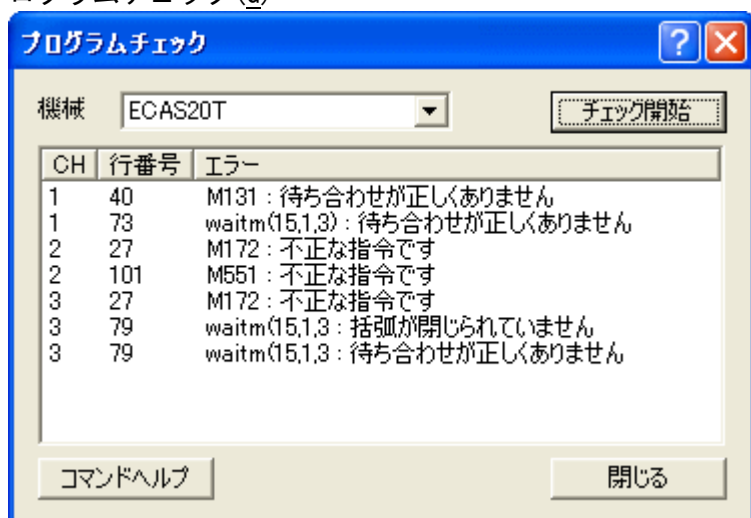 ログラムチェック(u)
プログラムチェック
機械 ECAS20T チェック開始
CH 行番号 エラー
1 40 M131：待ち合わせが正しくありません
1 73 waitm(15,1,3)：待ち合わせが正しくありません
2 27 M172：不正な指令です
2 101 M551：不正な指令です
3 27 M172：不正な指令です
3 79 waitm(15,1,3：括弧が閉じられていません
3 79 waitm(15,1,3：待ち合わせが正しくありません
コマンドヘルプ 閉じる